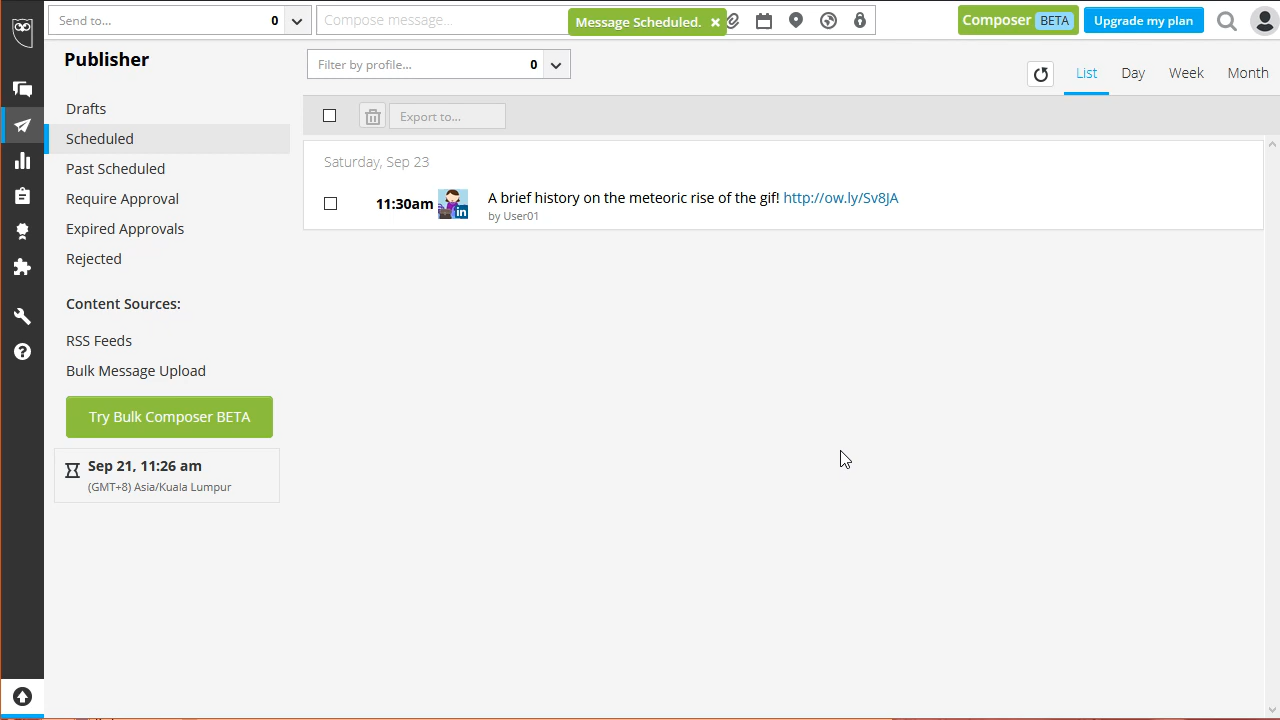 Send to... 0
Compose message...
Message Scheduled. ×
Composer BETA
Upgrade my plan
Publisher
Filter by profile... 0
List
Day
Week
Month
Drafts
Scheduled
Past Scheduled
Require Approval
Expired Approvals
Rejected
Content Sources:
RSS Feeds
Bulk Message Upload
Try Bulk Composer BETA
Sep 21, 11:26 am
(GMT+8) Asia/Kuala Lumpur
Export to...
Saturday, Sep 23
11:30am
in
A brief history on the meteoric rise of the gif! http://ow.ly/Sv8JA
by User01